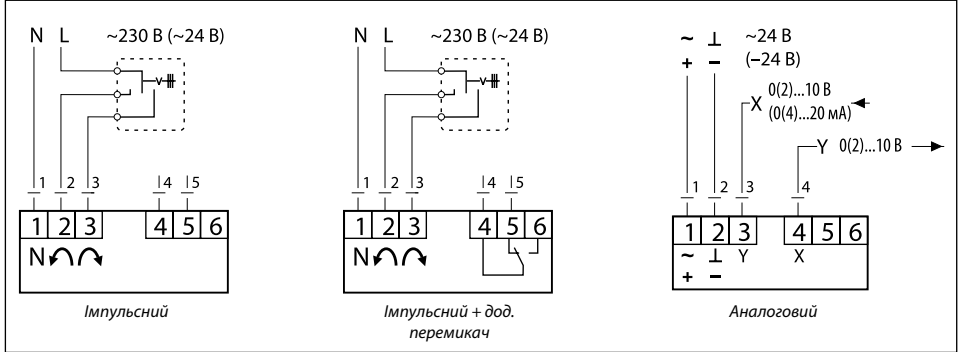 N L ~230 В (~24 В)
1 2 3 4 5
1 2 3 4 5 6
N
Імпульсний
N L ~230 В (~24 В)
1 2 3 4 5
1 2 3 4 5 6
N
Імпульсний + дод.
перемикач
~ ⊥ ~24 В
+ − (−24 В)
X 0(2)...10 В
(0(4)...20 мА)
Y 0(2)...10 В
1 2 3 4
1 2 3 4 5 6
~ ⊥ Y X
+ −
Аналоговий